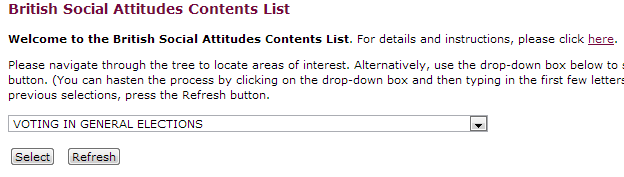 British Social Attitudes Contents List
Welcome to the British Social Attitudes Contents List. For details and instructions, please click here.
Please navigate through the tree to locate areas of interest. Alternatively, use the drop-down box below to
button. (You can hasten the process by clicking on the drop-down box and then typing in the first few letters
previous selections, press the Refresh button.
VOTING IN GENERAL ELECTIONS
Select Refresh